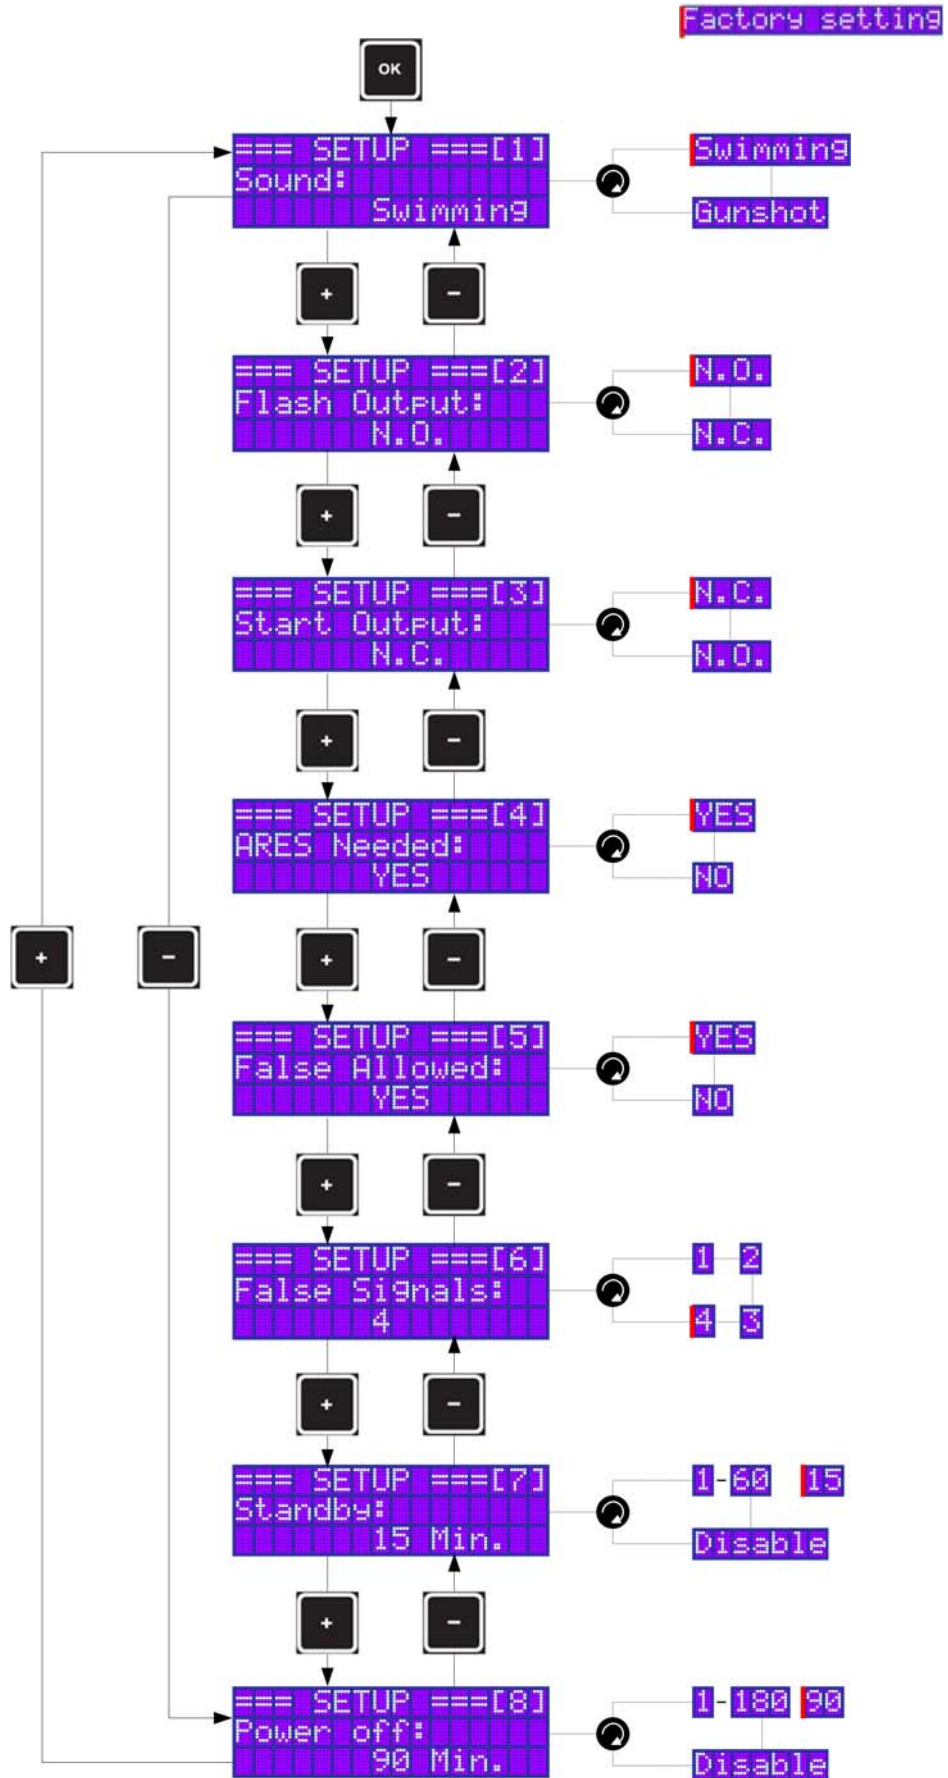 Factory setting
OK
=== SETUP ===[1]
Sound:
Swimming
Swimming
Gunshot
+
-
=== SETUP ===[2]
Flash Output:
N.O.
N.O.
N.C.
+
-
=== SETUP ===[3]
Start Output:
N.C.
N.C.
N.O.
+
-
=== SETUP ===[4]
ARES Needed:
YES
YES
NO
+
-
+
-
=== SETUP ===[5]
False Allowed:
YES
YES
NO
+
-
=== SETUP ===[6]
False Signals:
4
1 2
4 3
+
-
=== SETUP ===[7]
Standby:
15 Min.
1-60 15
Disable
+
-
=== SETUP ===[8]
Power off:
90 Min.
1-180 90
Disable